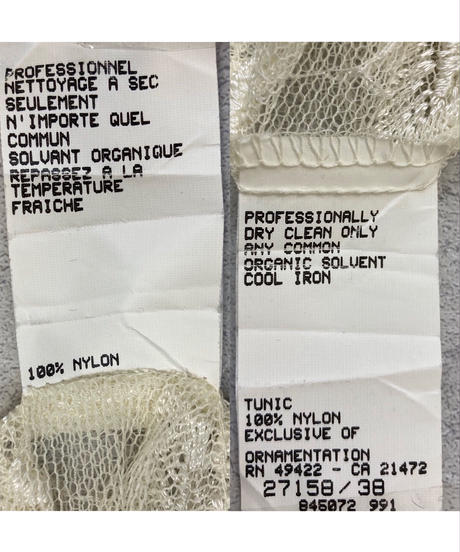 PROFESSIONNEL
NETTOYAGE A SEC
SEULEMENT
N'IMPORTE QUEL
COMMUN
SOLVANT ORGANIQUE
REPASSEZ A LA
TEMPERATURE
FRAICHE
100% NYLON
PROFESSIONALLY
DRY CLEAN ONLY
ANY COMMON
ORGANIC SOLVENT
COOL IRON
TUNIC
100% NYLON
EXCLUSIVE OF
ORNAMENTATION
RN 49422 - CA 21472
27158/38
845072 991